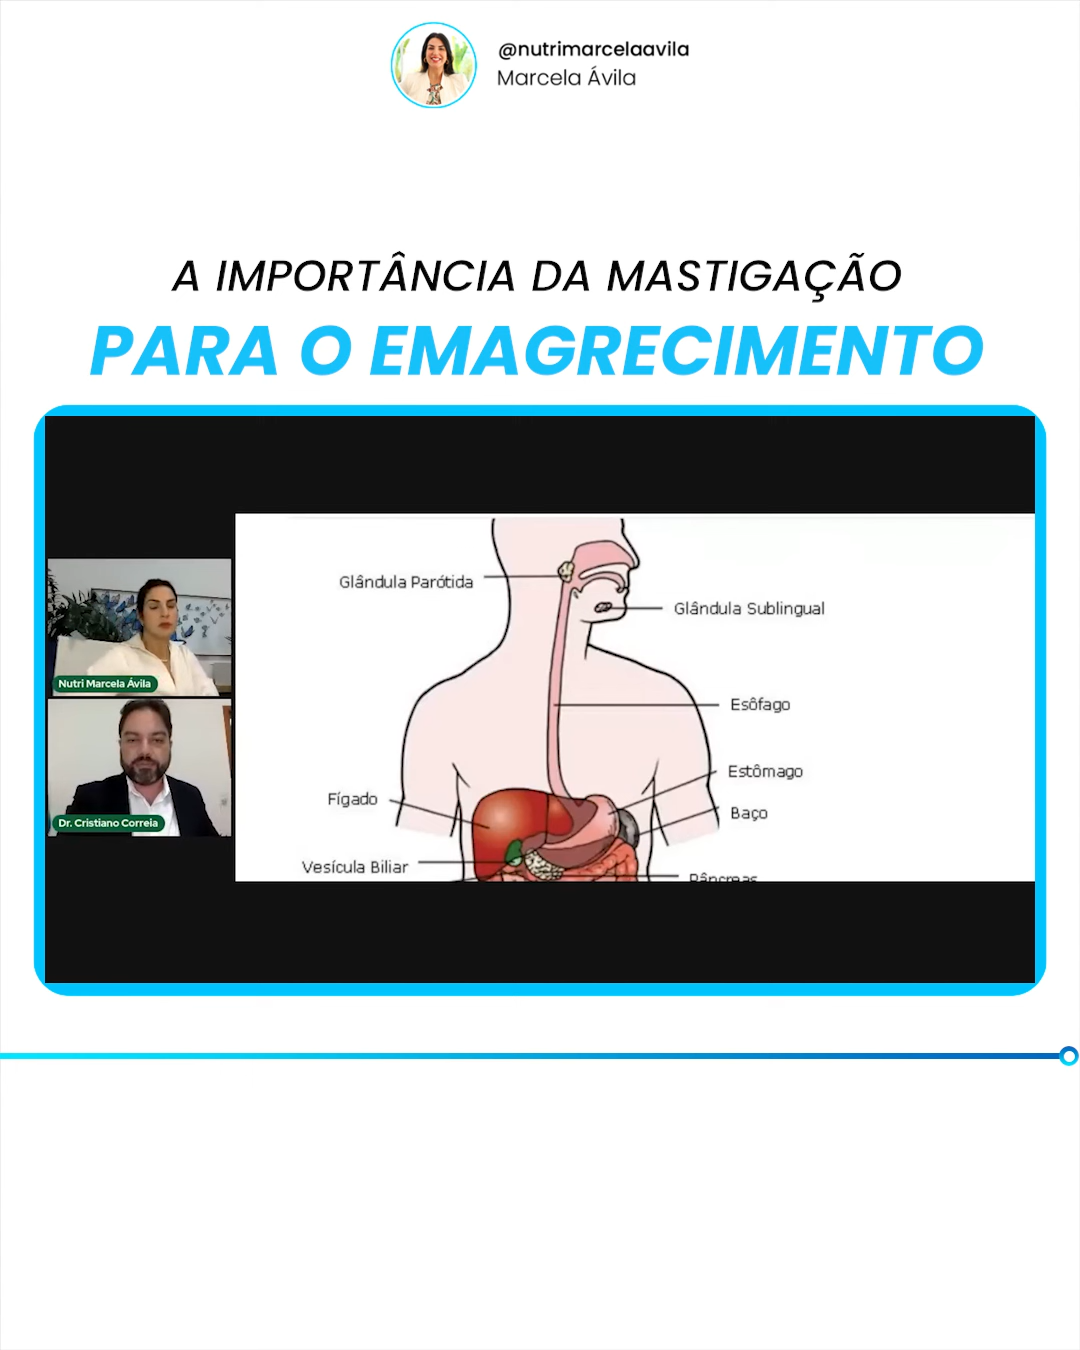 @nutrimarcelaavila
Marcela Ávila
A IMPORTÂNCIA DA MASTIGAÇÃO
PARA O EMAGRECIMENTO
Glândula Parótida
Glândula Sublingual
Nutri Marcela Ávila
Esôfago
Estômago
Fígado
Baço
Dr. Cristiano Correia
Vesícula Biliar
Pâncreas